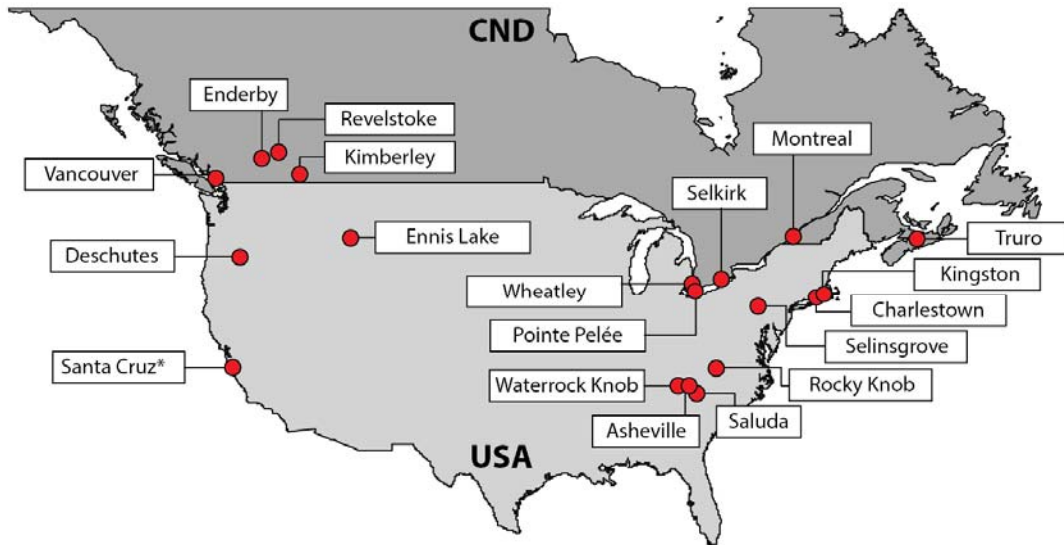 CND
Enderby
Revelstoke
Montreal
Kimberley
Vancouver
Selkirk
Deschutes
Ennis Lake
Truro
Wheatley
Kingston
Charlestown
Pointe Pelée
Selinsgrove
Santa Cruz*
Waterrock Knob
Rocky Knob
Asheville
Saluda
USA